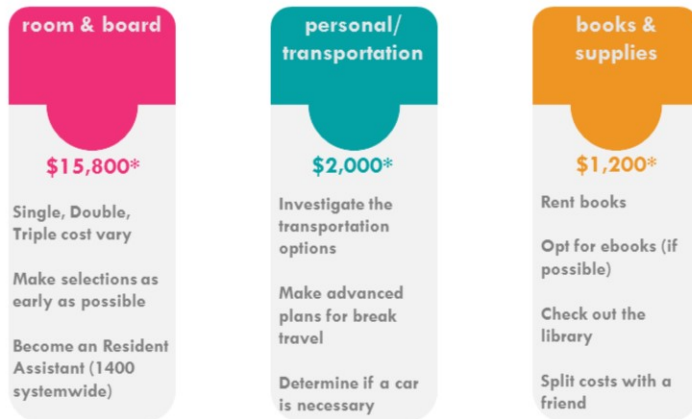 room & board
$15,800*
Single, Double,
Triple cost vary
Make selections as
early as possible
Become an Resident
Assistant (1400
systemwide)
personal/
transportation
$2,000*
Investigate the
transportation
options
Make advanced
plans for break
travel
Determine if a car
is necessary
books &
supplies
$1,200*
Rent books
Opt for ebooks (if
possible)
Check out the
library
Split costs with a
friend